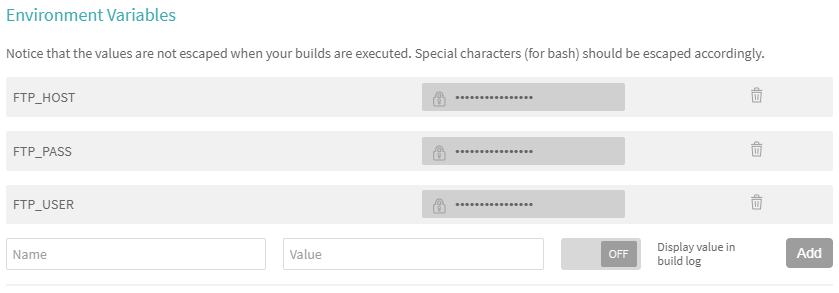 Environment Variables
Notice that the values are not escaped when your builds are executed. Special characters (for bash) should be escaped accordingly.
FTP_HOST ••••••••••••••••
FTP_PASS ••••••••••••••••
FTP_USER ••••••••••••••••
Name Value OFF Display value in build log Add